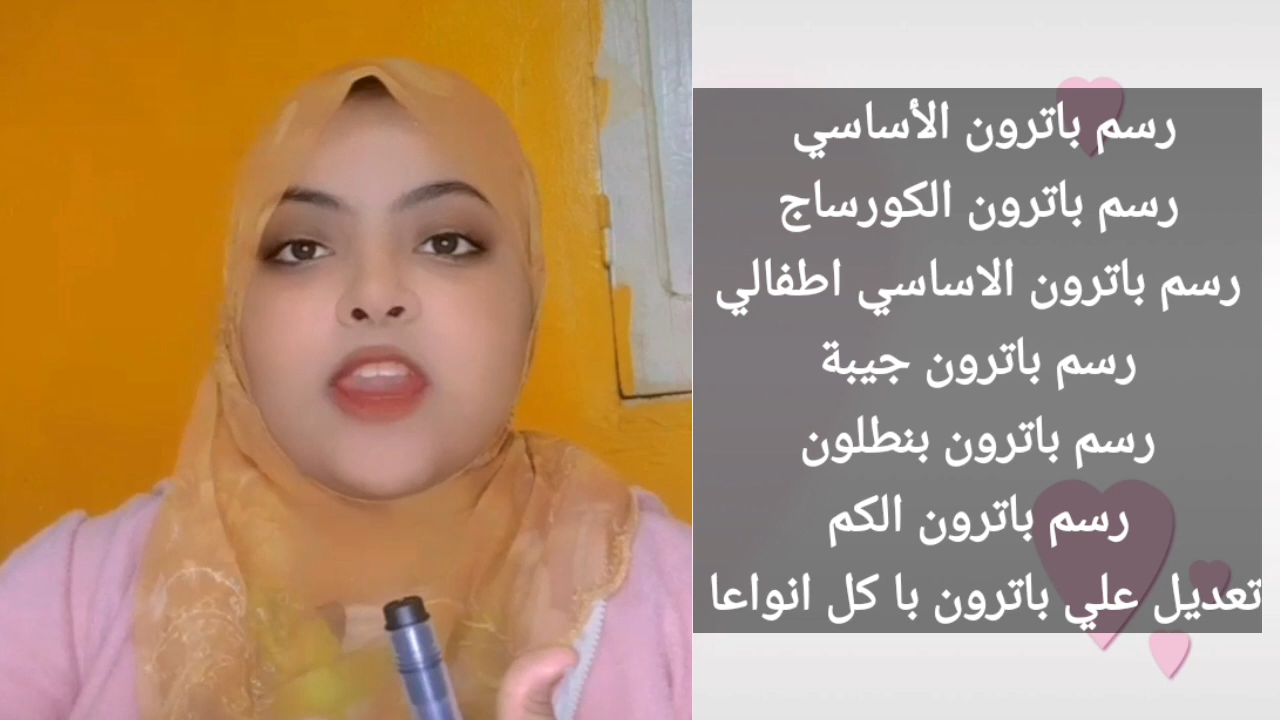 رسم باترون الأساسي
رسم باترون الكورساج
رسم باترون الاساسي اطفالي
رسم باترون جيبة
رسم باترون بنطلون
رسم باترون الكم
تعديل علي باترون با كل انواعا